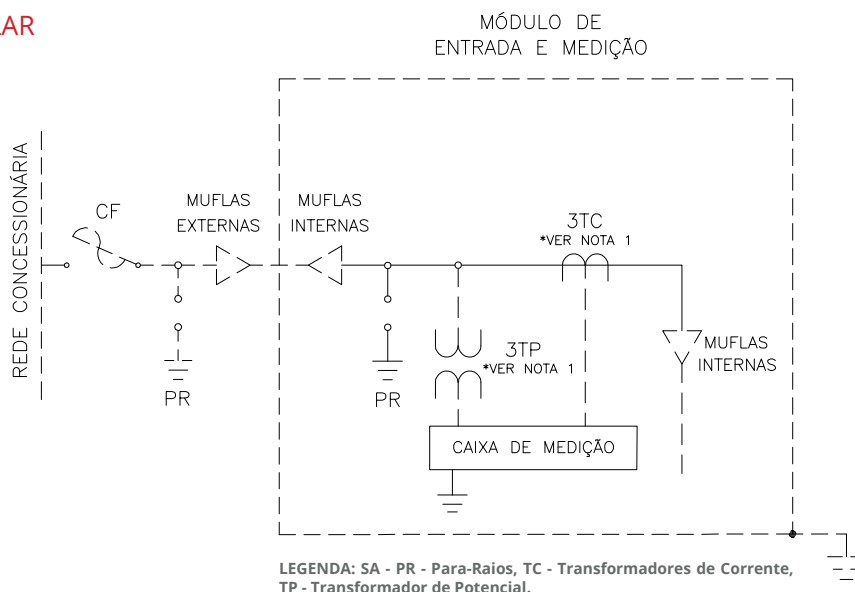 MÓDULO DE
ENTRADA E MEDIÇÃO
REDE CONCESSIONÁRIA
CF
MUFLAS
EXTERNAS
MUFLAS
INTERNAS
3TC
*VER NOTA 1
PR
PR
3TP
*VER NOTA 1
MUFLAS
INTERNAS
CAIXA DE MEDIÇÃO
LEGENDA: SA - PR - Para-Raios, TC - Transformadores de Corrente,
TP - Transformador de Potencial.